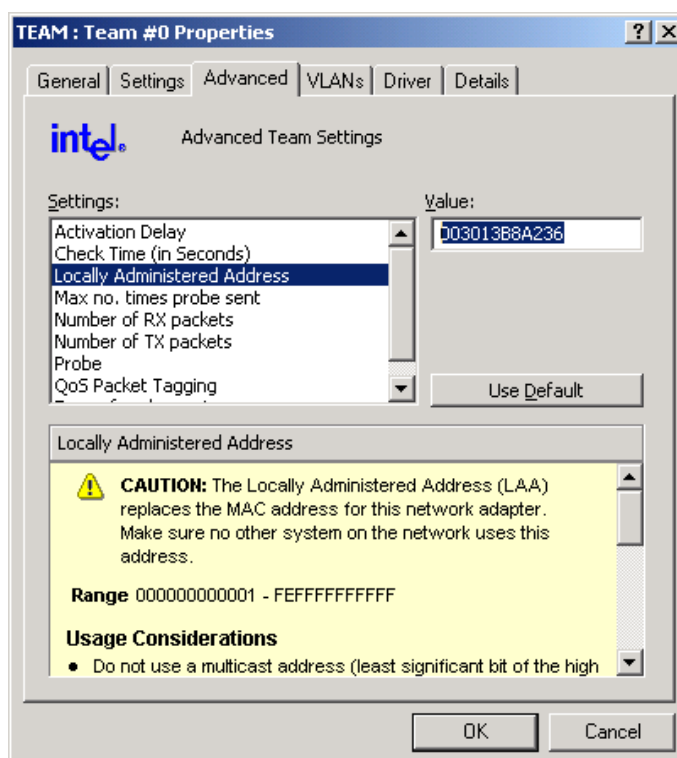 TEAM : Team #0 Properties
General Settings Advanced VLANs Driver Details
intel® Advanced Team Settings
Settings:
Value:
Activation Delay
Check Time (in Seconds)
Locally Administered Address
Max no. times probe sent
Number of RX packets
Number of TX packets
Probe
QoS Packet Tagging
003013B8A236
Use Default
Locally Administered Address
CAUTION: The Locally Administered Address (LAA)
replaces the MAC address for this network adapter.
Make sure no other system on the network uses this
address.
Range 000000000001 - FEFFFFFFFFFF
Usage Considerations
• Do not use a multicast address (least significant bit of the high
OK Cancel